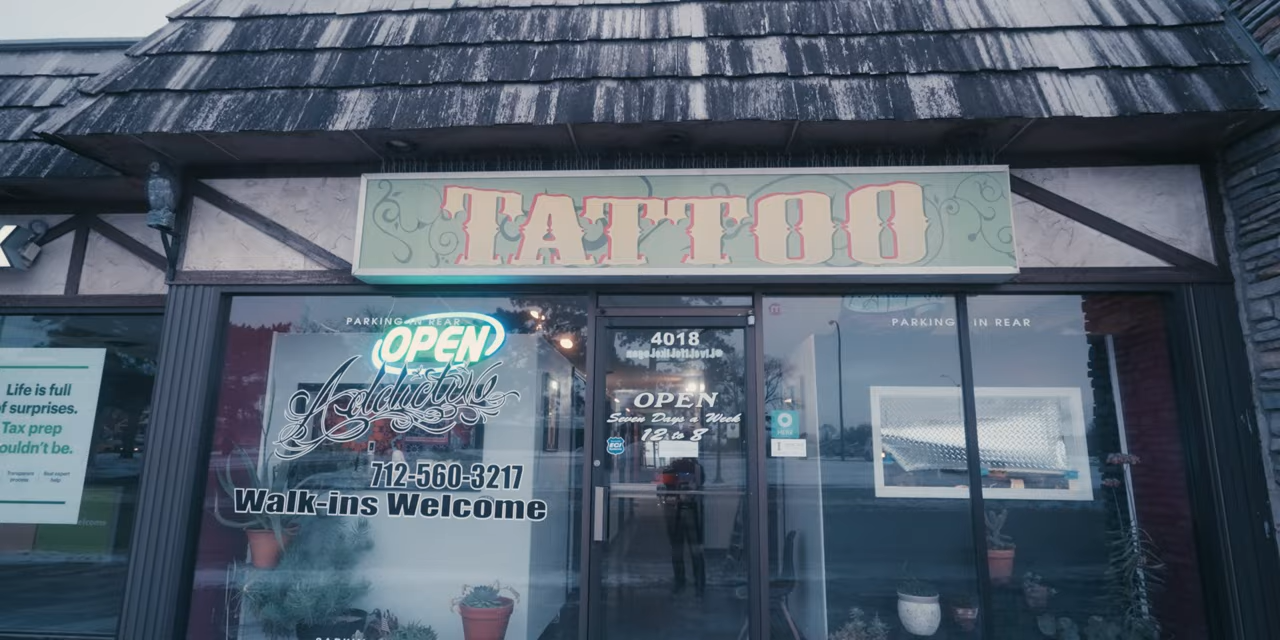 TATTOO
PARKING IN REAR
OPEN
712-560-3217
Walk-ins Welcome
4018
OPEN
Seven Days a Week
12 to 8
PARKING IN REAR
Life is full
of surprises.
Tax prep
ouldn't be.